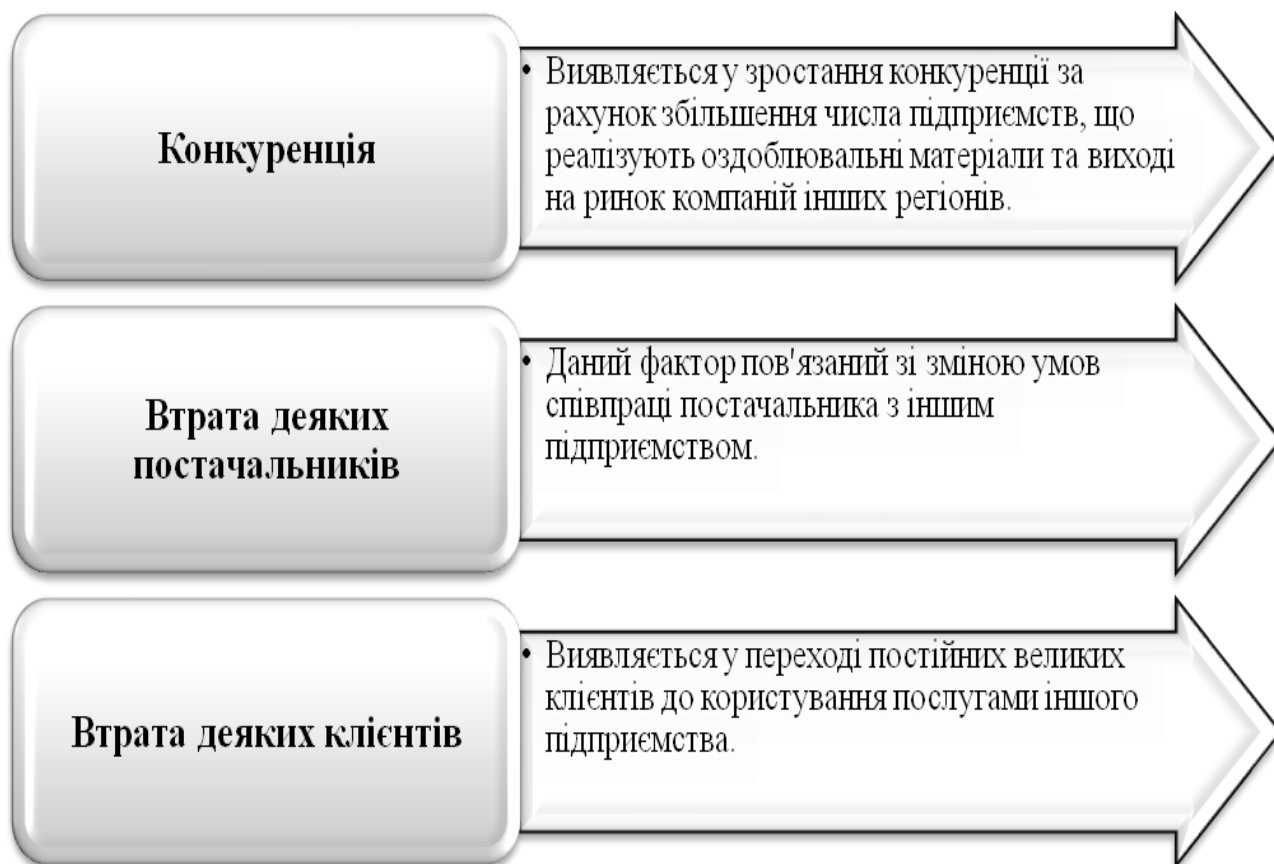 Конкуренція
• Виявляється у зростання конкуренції за
рахунок збільшення числа підприємств, що
реалізують оздоблювальні матеріали та виході
на ринок компаній інших регіонів.
Втрата деяких
постачальників
• Даний фактор пов'язаний зі зміною умов
співпраці постачальника з іншим
підприємством.
Втрата деяких клієнтів
• Виявляється у переході постійних великих
клієнтів до користування послугами іншого
підприємства.